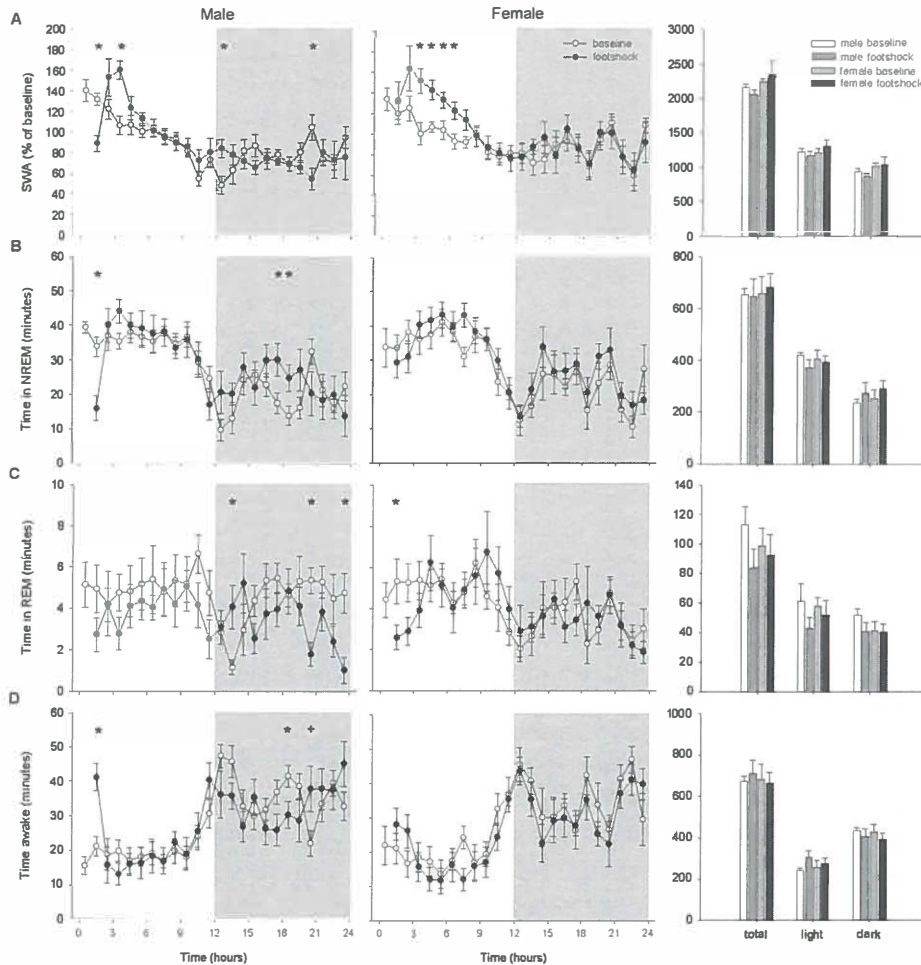 Male
Female
A
SWA (% of baseline)
200
180
160
140
120
100
80
60
40
20
0
* * * *
* * * *
baseline
footshock
3000
2500
2000
1500
1000
500
0
male baseline
male footshock
female baseline
female footshock
B
Time in NREM (minutes)
60
50
40
30
20
10
0
* * *
800
600
400
200
0
C
Time in REM (minutes)
10
8
6
4
2
0
* * *
*
140
120
100
80
60
40
20
0
D
Time awake (minutes)
60
50
40
30
20
10
0
* * +
1000
800
600
400
200
0
0 3 6 9 12 15 18 21 24
0 3 6 9 12 15 18 21 24
total light dark
Time (hours)
Time (hours)